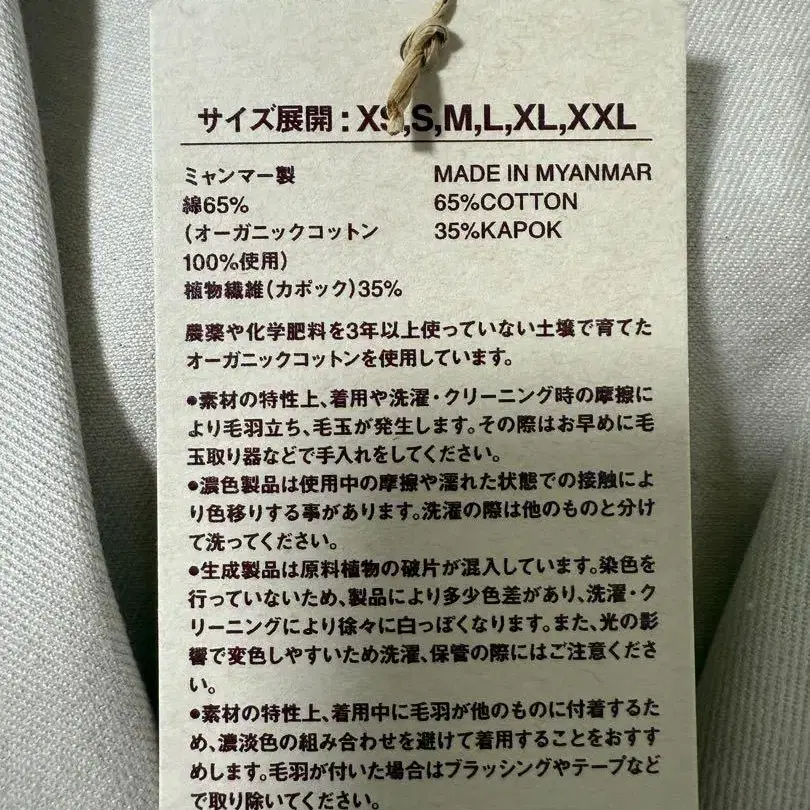 サイズ展開:XS,S,M,L,XL,XXL
ミャンマー製
綿65%
(オーガニックコットン
100%使用)
植物繊維(カポック)35%
MADE IN MYANMAR
65%COTTON
35%KAPOK
農薬や化学肥料を3年以上使っていない土壌で育てた
オーガニックコットンを使用しています。
●素材の特性上、着用や洗濯・クリーニング時の摩擦に
より毛羽立ち、毛玉が発生します。その際はお早めに毛
玉取り器などで手入れをしてください。
●濃色製品は使用中の摩擦や濡れた状態での接触によ
り色移りする事があります。洗濯の際は他のものと分け
て洗ってください。
●生成製品は原料植物の破片が混入しています。染色を
行っていないため、製品により多少色差があり、洗濯・ク
リーニングにより徐々に白っぽくなります。また、光の影
響で変色しやすいため洗濯、保管の際にはご注意くださ
い。
●素材の特性上、着用中に毛羽が他のものに付着するた
め、濃淡色の組み合わせを避けて着用することをおすす
めします。毛羽が付いた場合はブラッシングやテープなど
で取り除いてください。